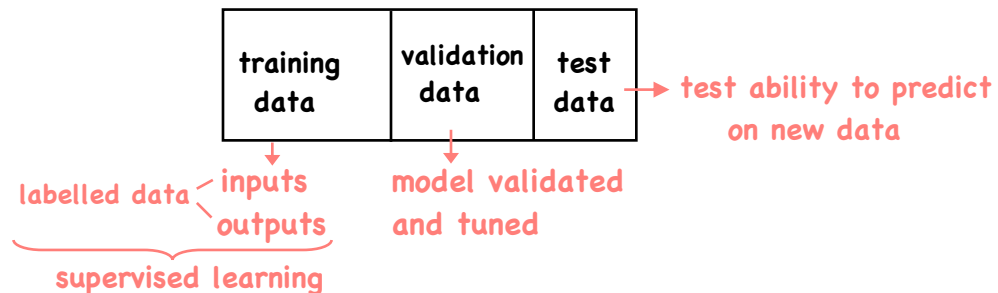 training
data
validation
data
test
data
test ability to predict
on new data
labelled data
inputs
outputs
model validated
and tuned
supervised learning